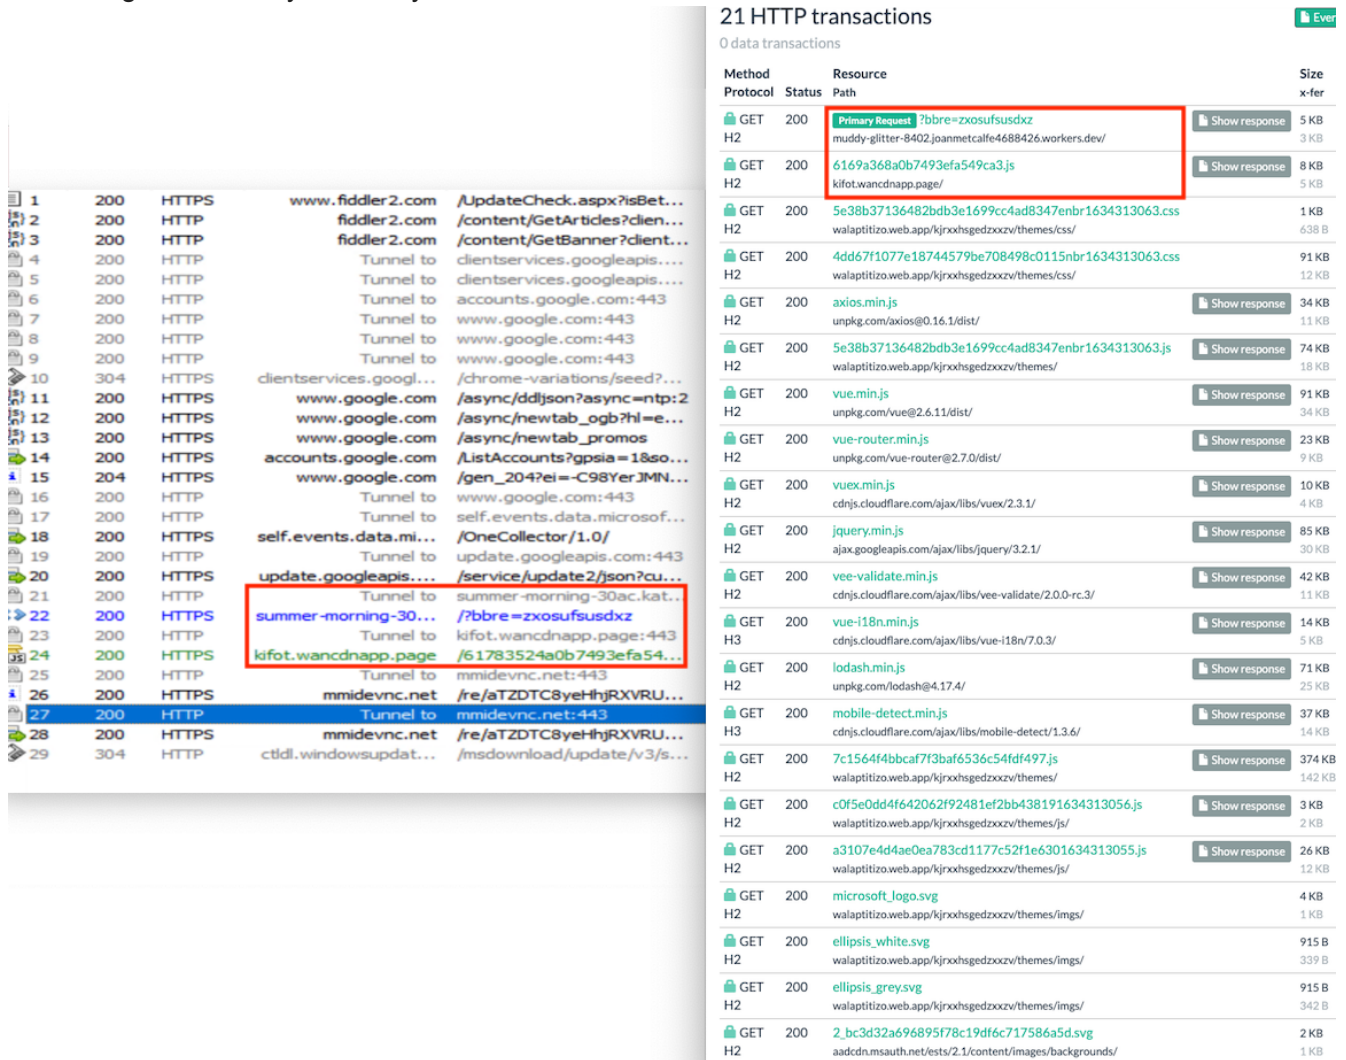 21 HTTP transactions
Even
0 data transactions
Method Resource Size
Protocol Status Path x-fer
GET 200 Primary Request ?bbre=zxosufsusdxz Show response 5 KB
H2 muddy-glitter-8402.joanmetcalfe4688426.workers.dev/ 3 KB
GET 200 6169a368a0b7493efa549ca3.js Show response 8 KB
H2 kifot.wancdnapp.page/ 5 KB
GET 200 5e38b37136482bdb3e1699cc4ad8347enbr1634313063.css 1 KB
H2 walaptitizo.web.app/kjrxxhsgedzxxzv/themes/css/ 638 B
GET 200 4dd67f1077e18744579be708498c0115nbr1634313063.css 91 KB
H2 walaptitizo.web.app/kjrxxhsgedzxxzv/themes/css/ 12 KB
GET 200 axios.min.js Show response 34 KB
H2 unpkg.com/axios@0.16.1/dist/ 11 KB
GET 200 5e38b37136482bdb3e1699cc4ad8347enbr1634313063.js Show response 74 KB
H2 walaptitizo.web.app/kjrxxhsgedzxxzv/themes/ 18 KB
GET 200 vue.min.js Show response 91 KB
H2 unpkg.com/vue@2.6.11/dist/ 34 KB
GET 200 vue-router.min.js Show response 23 KB
H2 unpkg.com/vue-router@2.7.0/dist/ 9 KB
GET 200 vuex.min.js Show response 10 KB
H2 cdnjs.cloudflare.com/ajax/libs/vuex/2.3.1/ 4 KB
GET 200 jquery.min.js Show response 85 KB
H2 ajax.googleapis.com/ajax/libs/jquery/3.2.1/ 30 KB
GET 200 vee-validate.min.js Show response 42 KB
H2 cdnjs.cloudflare.com/ajax/libs/vee-validate/2.0.0-rc.3/ 11 KB
GET 200 vue-i18n.min.js Show response 14 KB
H3 cdnjs.cloudflare.com/ajax/libs/vue-i18n/7.0.3/ 5 KB
GET 200 lodash.min.js Show response 71 KB
H2 unpkg.com/lodash@4.17.4/ 25 KB
GET 200 mobile-detect.min.js Show response 37 KB
H3 cdnjs.cloudflare.com/ajax/libs/mobile-detect/1.3.6/ 14 KB
GET 200 7c1564f4bbcaf7f3baf6536c54fdf497.js Show response 374 KB
H2 walaptitizo.web.app/kjrxxhsgedzxxzv/themes/ 142 KB
GET 200 c0f5e0dd4f642062f92481ef2bb438191634313056.js Show response 3 KB
H2 walaptitizo.web.app/kjrxxhsgedzxxzv/themes/js/ 2 KB
GET 200 a3107e4d4ae0ea783cd1177c52f1e6301634313055.js Show response 26 KB
H2 walaptitizo.web.app/kjrxxhsgedzxxzv/themes/js/ 12 KB
GET 200 microsoft_logo.svg 4 KB
H2 walaptitizo.web.app/kjrxxhsgedzxxzv/themes/imgs/ 1 KB
GET 200 ellipsis_white.svg 915 B
H2 walaptitizo.web.app/kjrxxhsgedzxxzv/themes/imgs/ 339 B
GET 200 ellipsis_grey.svg 915 B
H2 walaptitizo.web.app/kjrxxhsgedzxxzv/themes/imgs/ 342 B
GET 200 2_bc3d32a696895f78c19df6c717586a5d.svg 2 KB
H2 aadcdn.msauth.net/ests/2.1/content/images/backgrounds/ 1 KB
1 200 HTTPS www.fiddler2.com /UpdateCheck.aspx?isBet...
2 200 HTTP fiddler2.com /content/GetArticles?clien...
3 200 HTTP fiddler2.com /content/GetBanner?client...
4 200 HTTP Tunnel to clientservices.googleapis....
5 200 HTTP Tunnel to clientservices.googleapis....
6 200 HTTP Tunnel to accounts.google.com:443
7 200 HTTP Tunnel to www.google.com:443
8 200 HTTP Tunnel to www.google.com:443
9 200 HTTP Tunnel to www.google.com:443
10 304 HTTPS clientservices.googl... /chrome-variations/seed?...
11 200 HTTPS www.google.com /async/ddljson?async=ntp:2
12 200 HTTPS www.google.com /async/newtab_ogb?hl=e...
13 200 HTTPS www.google.com /async/newtab_promos
14 200 HTTPS accounts.google.com /ListAccounts?gpsia=1&so...
15 204 HTTPS www.google.com /gen_204?ei=-C98YerJMN...
16 200 HTTP Tunnel to www.google.com:443
17 200 HTTP Tunnel to self.events.data.microsof...
18 200 HTTPS self.events.data.mi... /OneCollector/1.0/
19 200 HTTP Tunnel to update.googleapis.com:443
20 200 HTTPS update.googleapis.... /service/update2/json?cu...
21 200 HTTP Tunnel to summer-morning-30ac.kat...
22 200 HTTPS summer-morning-30... /?bbre=zxosufsusdxz
23 200 HTTP Tunnel to kifot.wancdnapp.page:443
24 200 HTTPS kifot.wancdnapp.page /61783524a0b7493efa54...
25 200 HTTP Tunnel to mmidevnc.net:443
26 200 HTTPS mmidevnc.net /re/aTZDTC8yeHhjRXVRU...
27 200 HTTP Tunnel to mmidevnc.net:443
28 200 HTTPS mmidevnc.net /re/aTZDTC8yeHhjRXVRU...
29 304 HTTP ctldl.windowsupdat... /msdownload/update/v3/s...